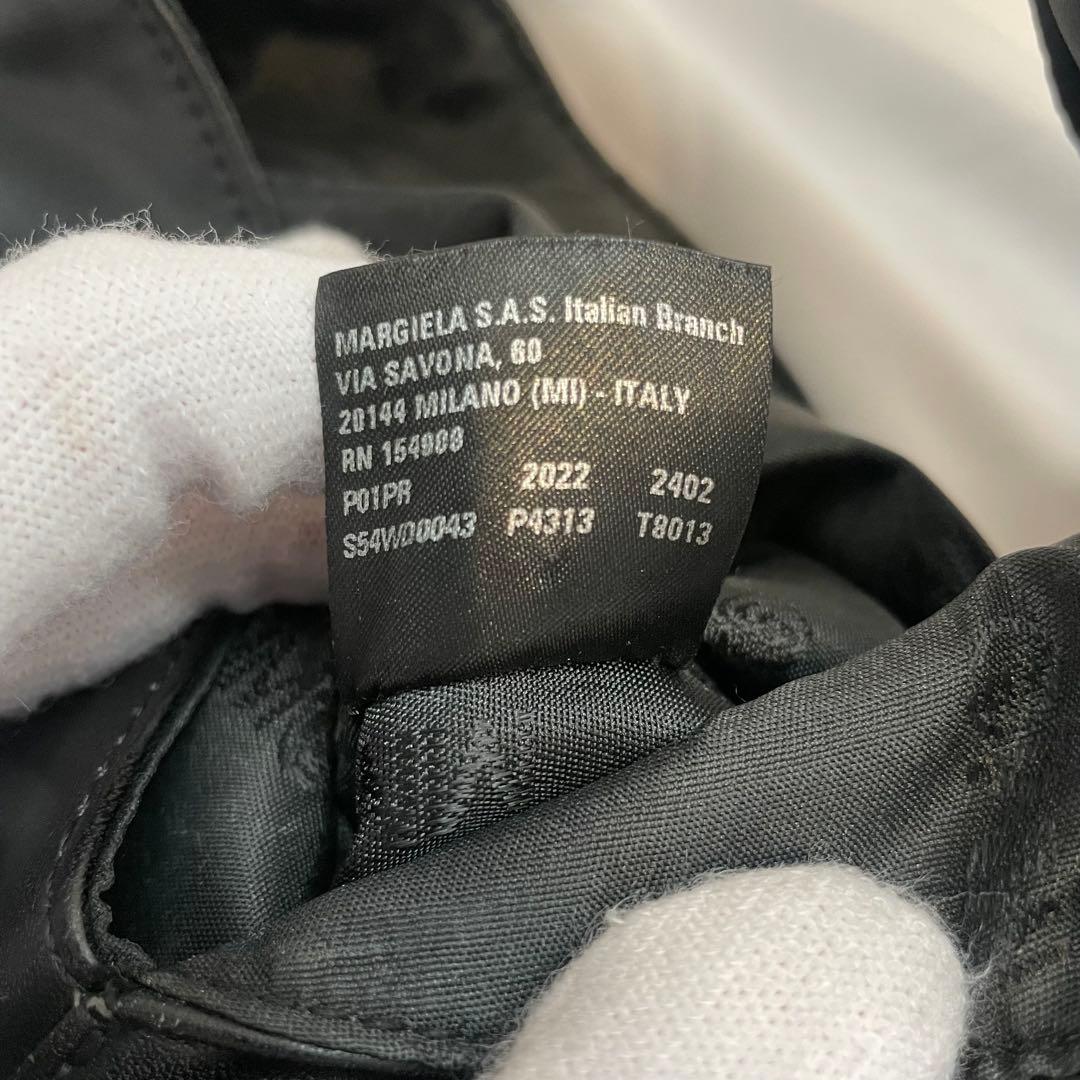 MARGIELA S.A.S. Italian Branch
VIA SAVONA, 60
20144 MILANO (MI) - ITALY
RN 154908
P01PR 2022 2402
S54WD0043 P4313 T8013